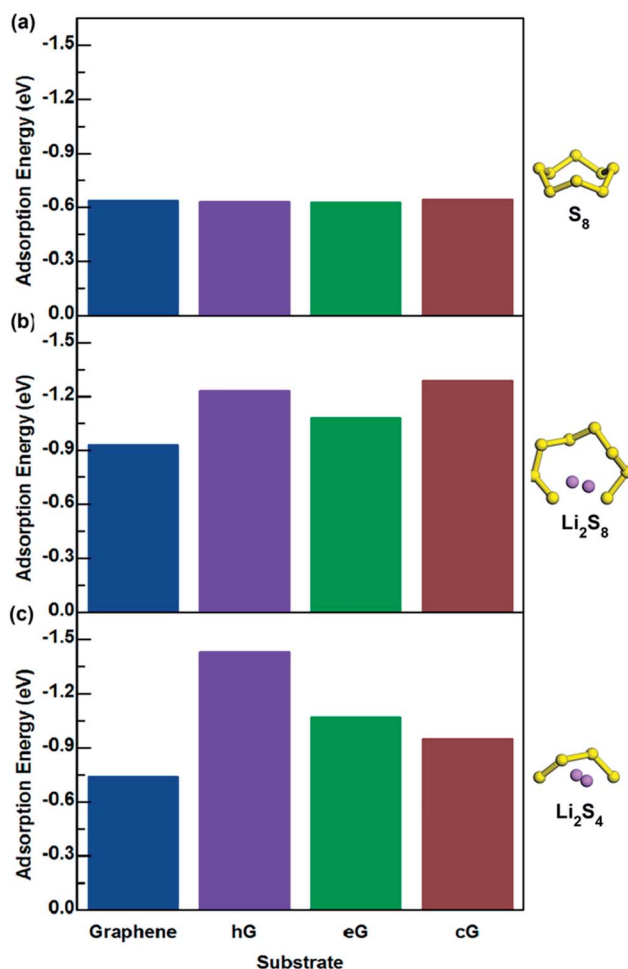 (a)
Adsorption Energy (eV)
-1.5
-1.2
-0.9
-0.6
-0.3
0.0
S₈
(b)
Adsorption Energy (eV)
-1.5
-1.2
-0.9
-0.6
-0.3
0.0
Li₂S₈
(c)
Adsorption Energy (eV)
-1.5
-1.2
-0.9
-0.6
-0.3
0.0
Li₂S₄
Graphene hG eG cG
Substrate